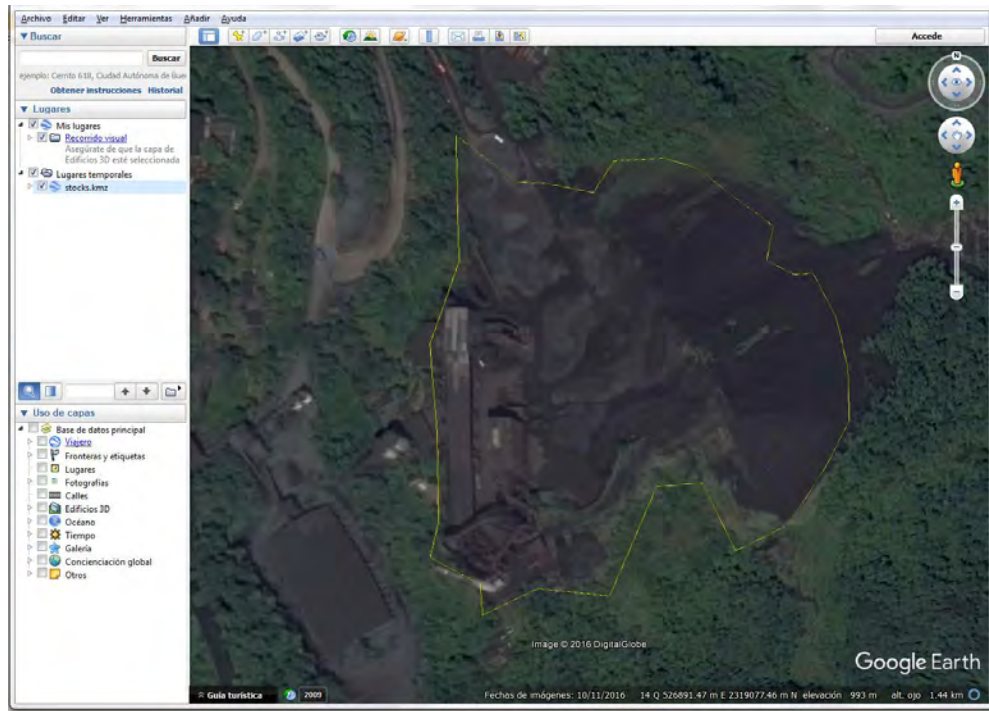 Archivo Editar Ver Herramientas Añadir Ayuda
▼ Buscar
Buscar
ejemplo: Cerrito 618, Ciudad Autónoma de Bue
Obtener instrucciones Historial
▼ Lugares
Mis lugares
Recorrido visual
Asegúrate de que la capa de
Edificios 3D esté seleccionada
Lugares temporales
stocks.kmz
▼ Uso de capas
Base de datos principal
Viajero
Fronteras y etiquetas
Lugares
Fotografías
Calles
Edificios 3D
Océano
Tiempo
Galería
Concienciación global
Otros
Accede
N
Image © 2016 DigitalGlobe
Google Earth
Guía turística 2009 Fechas de imágenes: 10/11/2016 14 Q 526891.47 m E 2319077.46 m N elevación 993 m alt. ojo 1.44 km